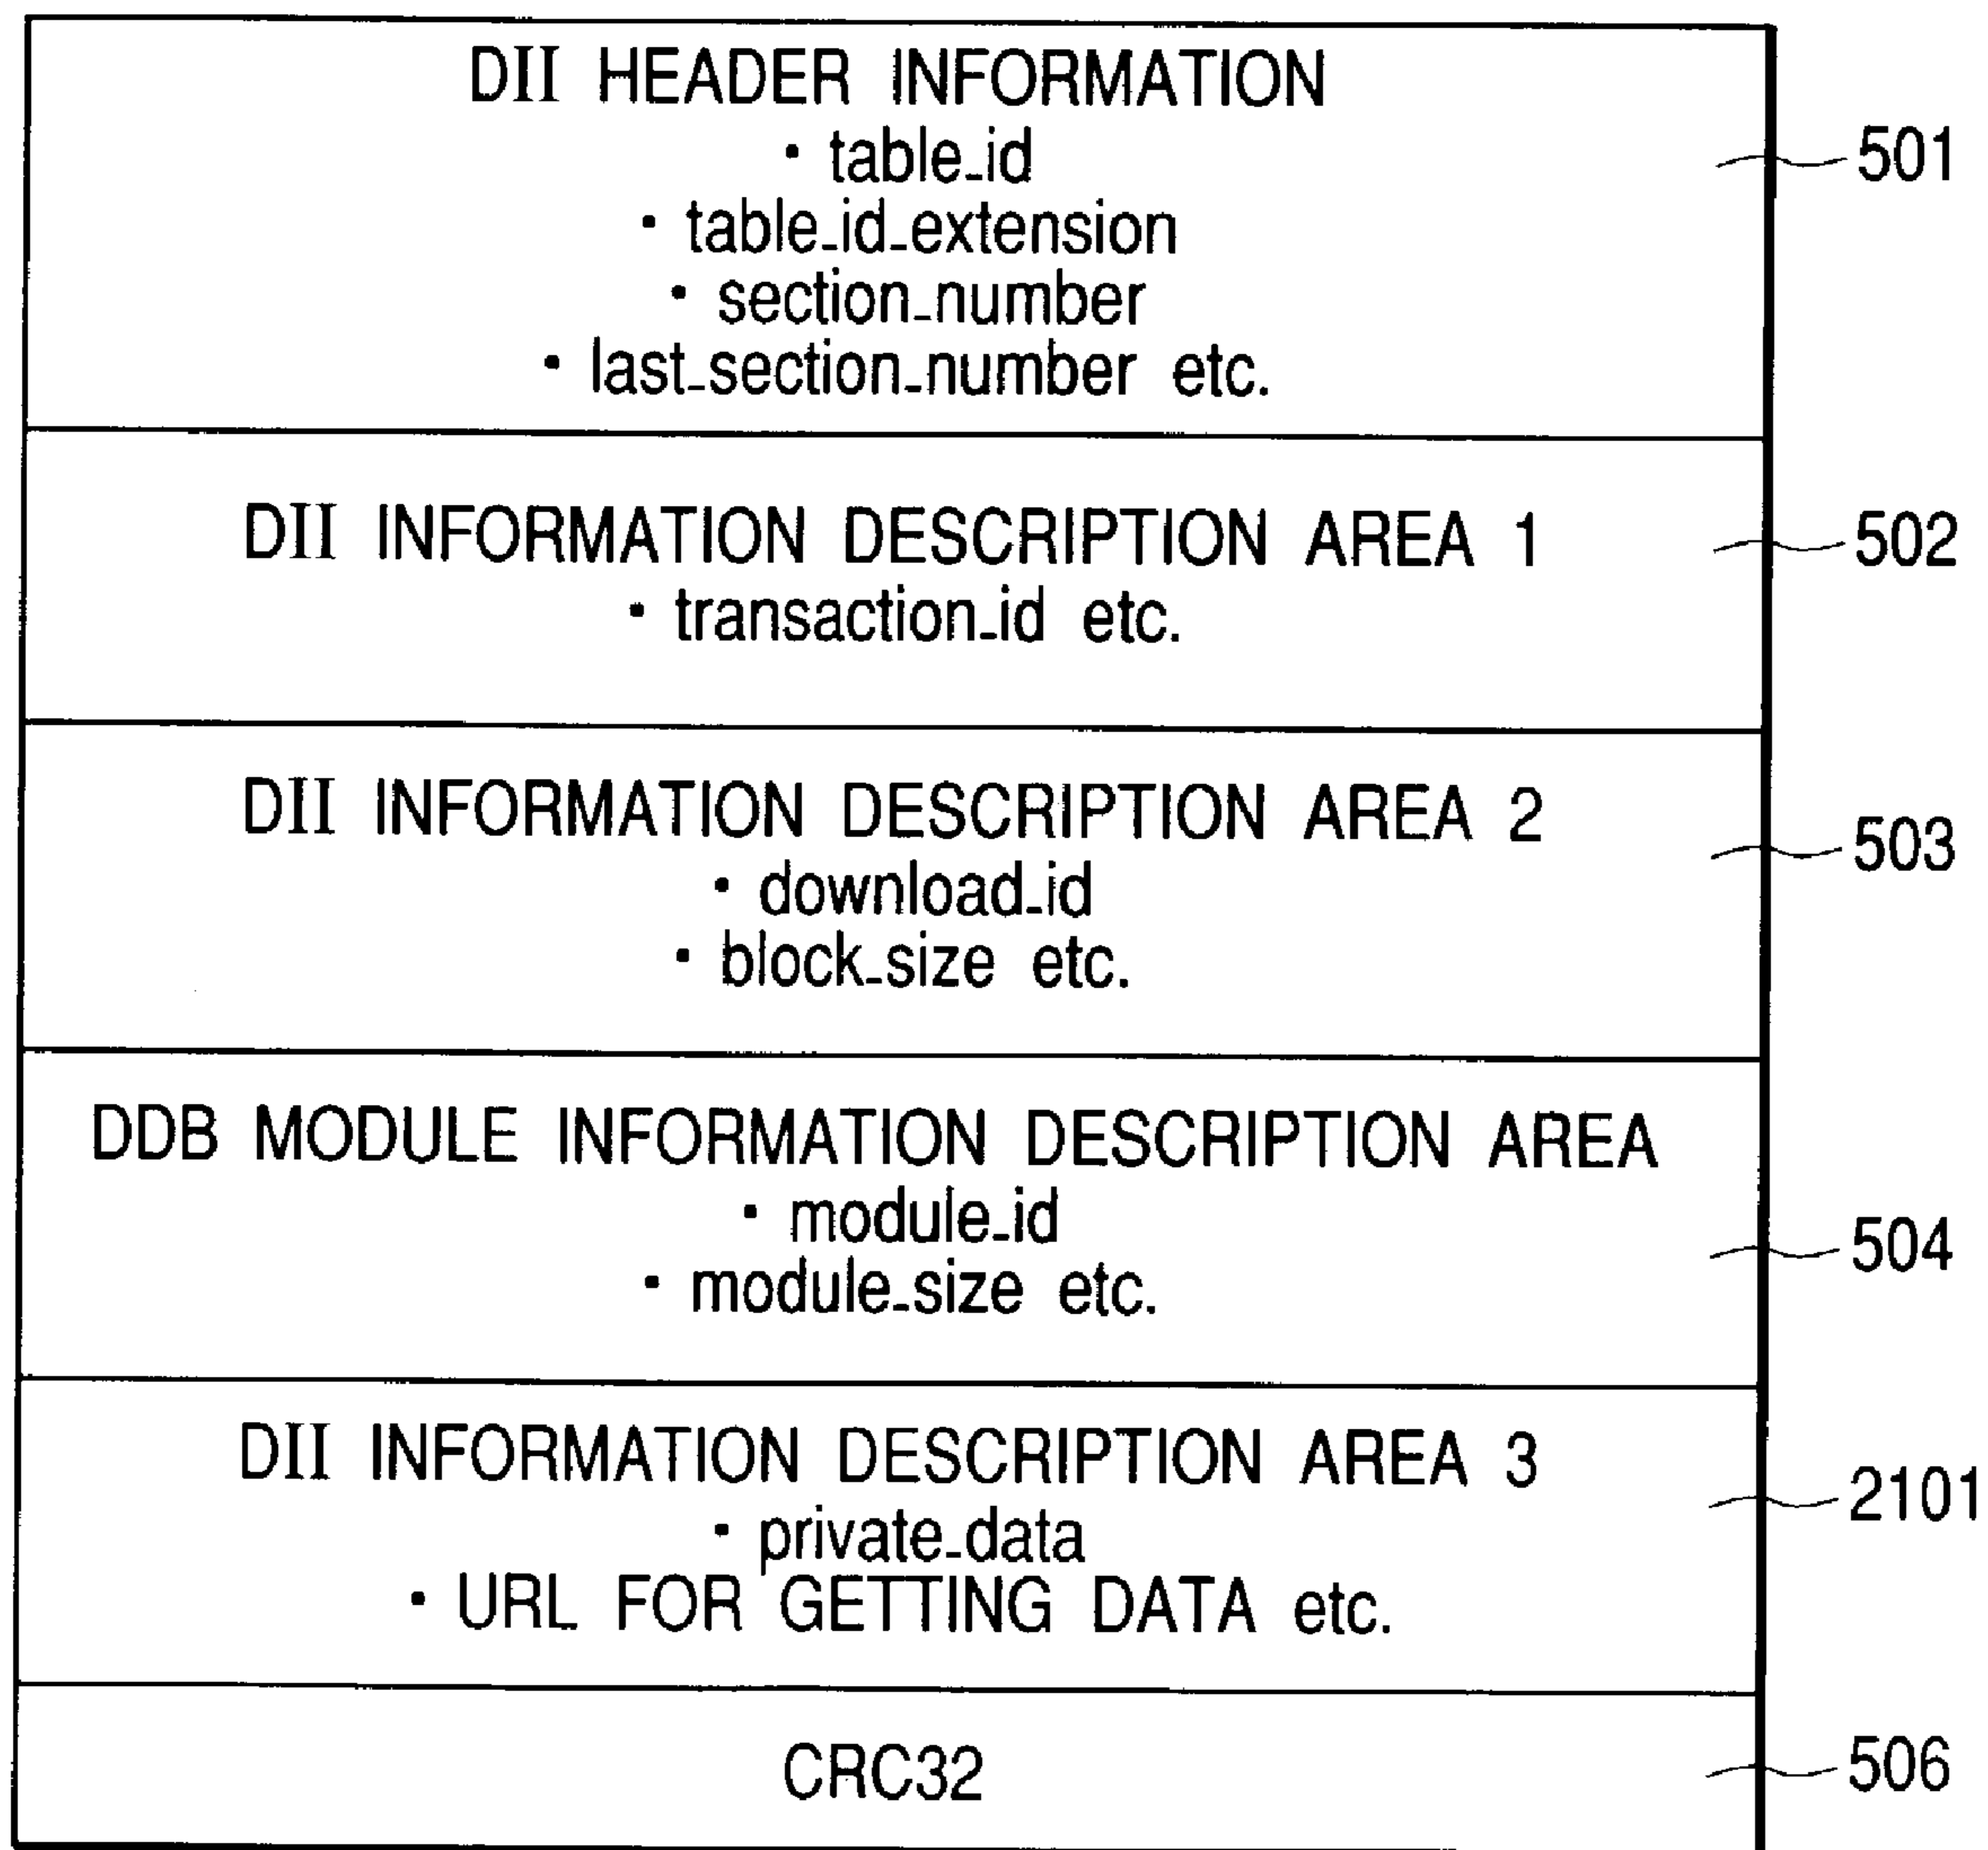 DII HEADER INFORMATION
・ table_id
501
・ table_id_extension
・ section_number
・ last_section_number etc.
DII INFORMATION DESCRIPTION AREA 1
502
・ transaction_id etc.
DII INFORMATION DESCRIPTION AREA 2
503
・ download_id
・ block_size etc.
DDB MODULE INFORMATION DESCRIPTION AREA
・ module_id
504
・ module_size etc.
DII INFORMATION DESCRIPTION AREA 3
2101
・ private_data
・ URL FOR GETTING DATA etc.
CRC32
506